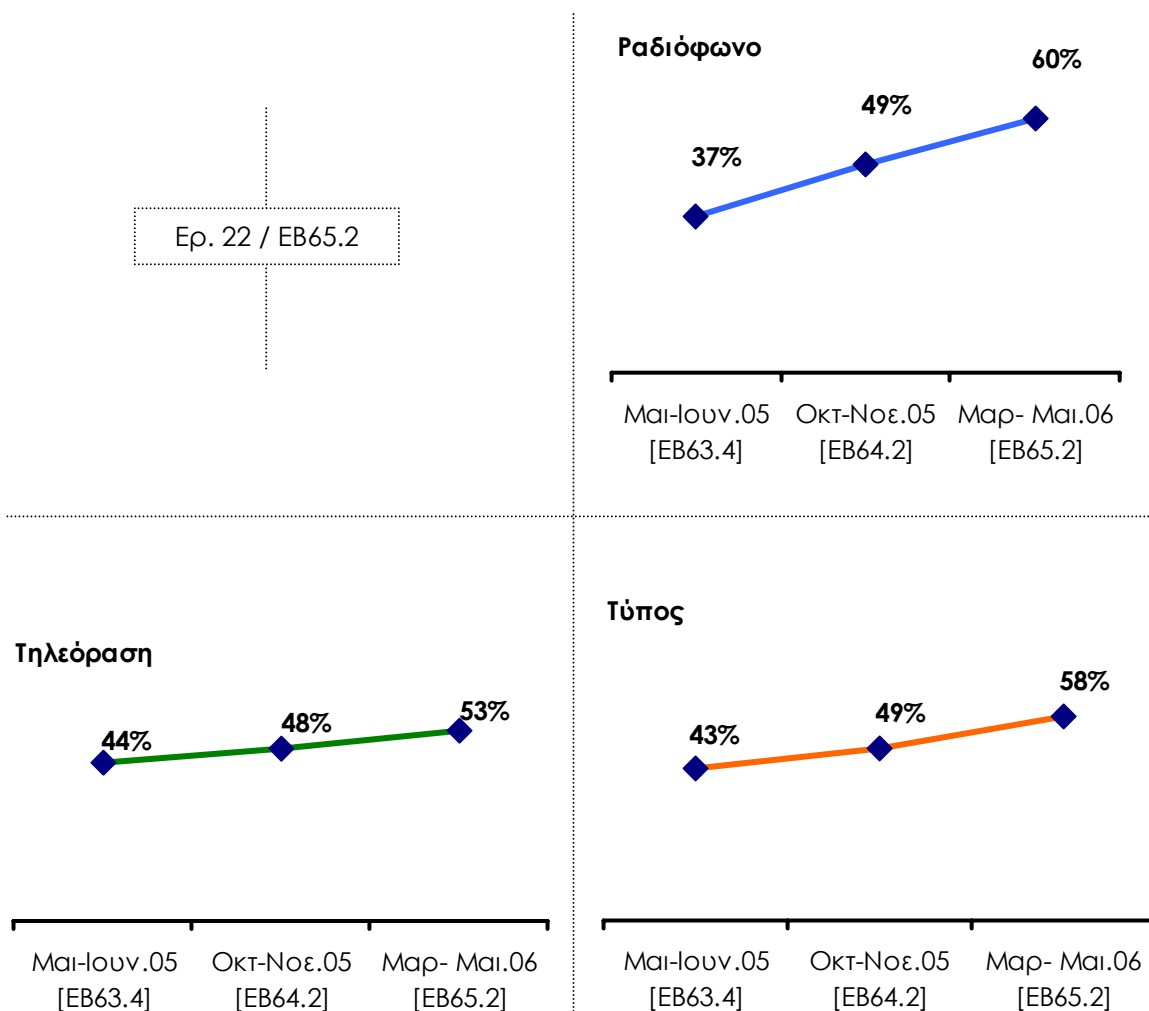 Ραδιόφωνο
60%
49%
37%
Ερ. 22 / EB65.2
Μαι-Ιουν.05 Οκτ-Νοε.05 Μαρ- Μαι.06
[EB63.4] [EB64.2] [EB65.2]
Τηλεόραση
44%
48%
53%
Μαι-Ιουν.05 Οκτ-Νοε.05 Μαρ- Μαι.06
[EB63.4] [EB64.2] [EB65.2]
Τύπος
43%
49%
58%
Μαι-Ιουν.05 Οκτ-Νοε.05 Μαρ- Μαι.06
[EB63.4] [EB64.2] [EB65.2]